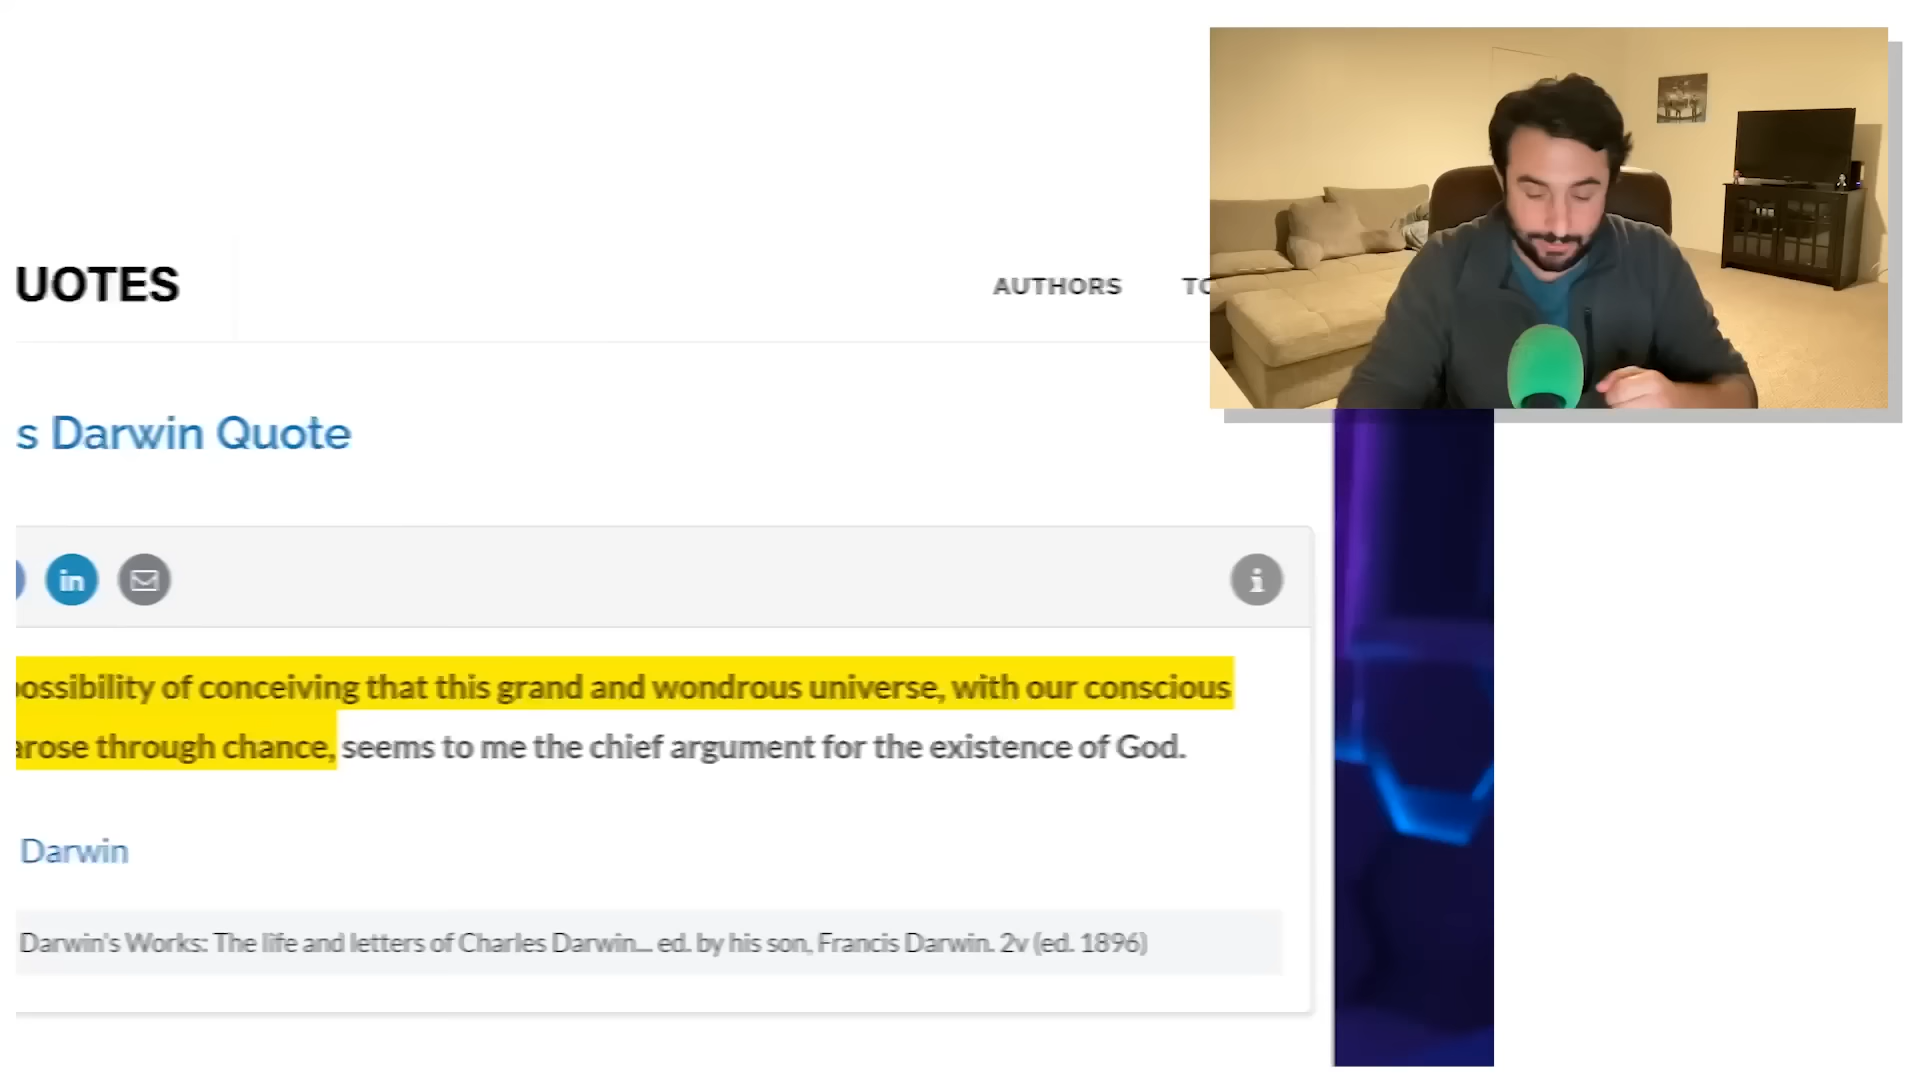 UOTES
AUTHORS
s Darwin Quote
in
i
possibility of conceiving that this grand and wondrous universe, with our conscious
arose through chance, seems to me the chief argument for the existence of God.
Darwin
Darwin's Works: The life and letters of Charles Darwin... ed. by his son, Francis Darwin. 2v (ed. 1896)